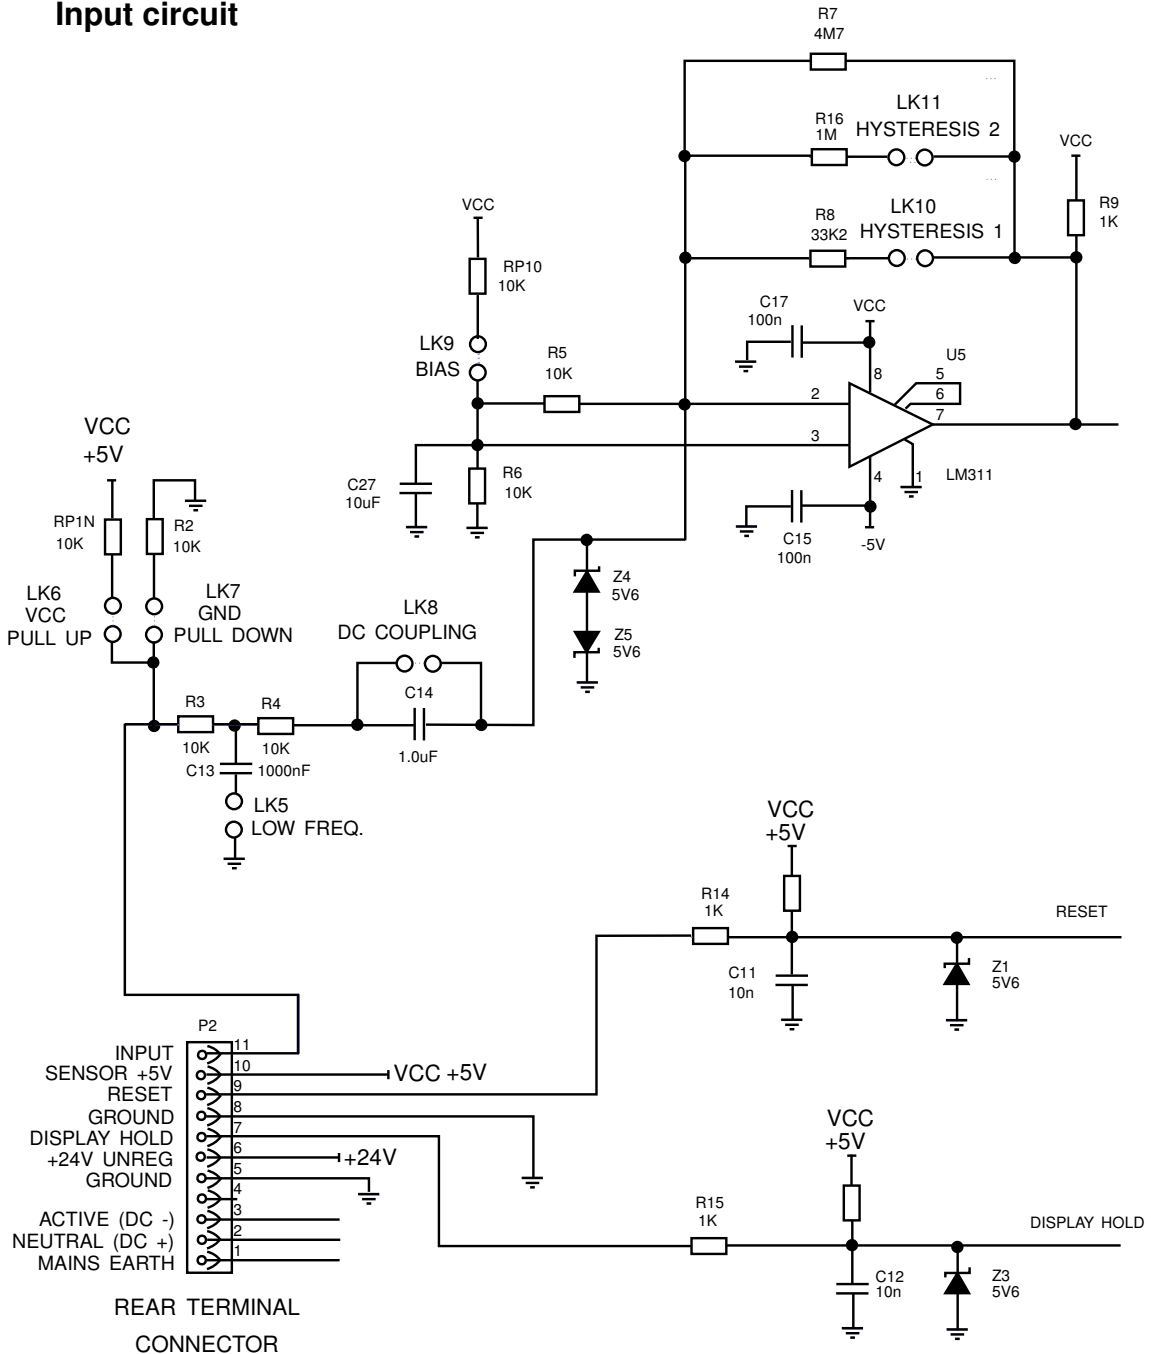 Input circuit
R7
4M7
LK11
HYSTERESIS 2
R16
1M
VCC
R9
1K
LK10
HYSTERESIS 1
R8
33K2
VCC
RP10
10K
C17
100n
VCC
LK9
BIAS
R5
10K
U5
8
5
6
2
7
3
4
1
LM311
R6
10K
C27
10uF
C15
100n
-5V
VCC
+5V
RP1N
10K
R2
10K
LK6
VCC
PULL UP
LK7
GND
PULL DOWN
LK8
DC COUPLING
Z4
5V6
Z5
5V6
R3
10K
R4
10K
C14
1.0uF
C13
1000nF
LK5
LOW FREQ.
VCC
+5V
R14
1K
RESET
C11
10n
Z1
5V6
P2
INPUT 11
SENSOR +5V 10 VCC +5V
RESET 9
GROUND 8
DISPLAY HOLD 7
+24V UNREG 6 +24V
GROUND 5
4
ACTIVE (DC -) 3
NEUTRAL (DC +) 2
MAINS EARTH 1
REAR TERMINAL
CONNECTOR
VCC
+5V
R15
1K
DISPLAY HOLD
C12
10n
Z3
5V6